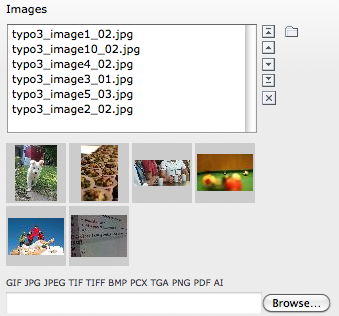 Images
typo3_image1_02.jpg
typo3_image10_02.jpg
typo3_image4_02.jpg
typo3_image3_01.jpg
typo3_image5_03.jpg
typo3_image2_02.jpg
GIF JPG JPEG TIF TIFF BMP PCX TGA PNG PDF AI
Browse...